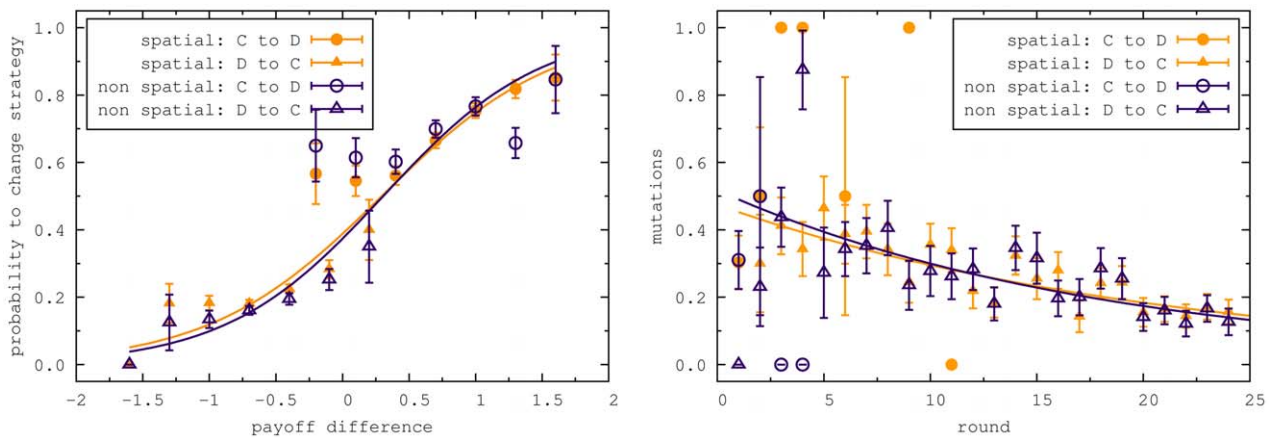 probability to change strategy
1.0
0.8
0.6
0.4
0.2
0.0
spatial: C to D
spatial: D to C
non spatial: C to D
non spatial: D to C
−2 −1.5 −1 −0.5 0 0.5 1 1.5 2
payoff difference
mutations
1.0
0.8
0.6
0.4
0.2
0.0
spatial: C to D
spatial: D to C
non spatial: C to D
non spatial: D to C
0 5 10 15 20 25
round